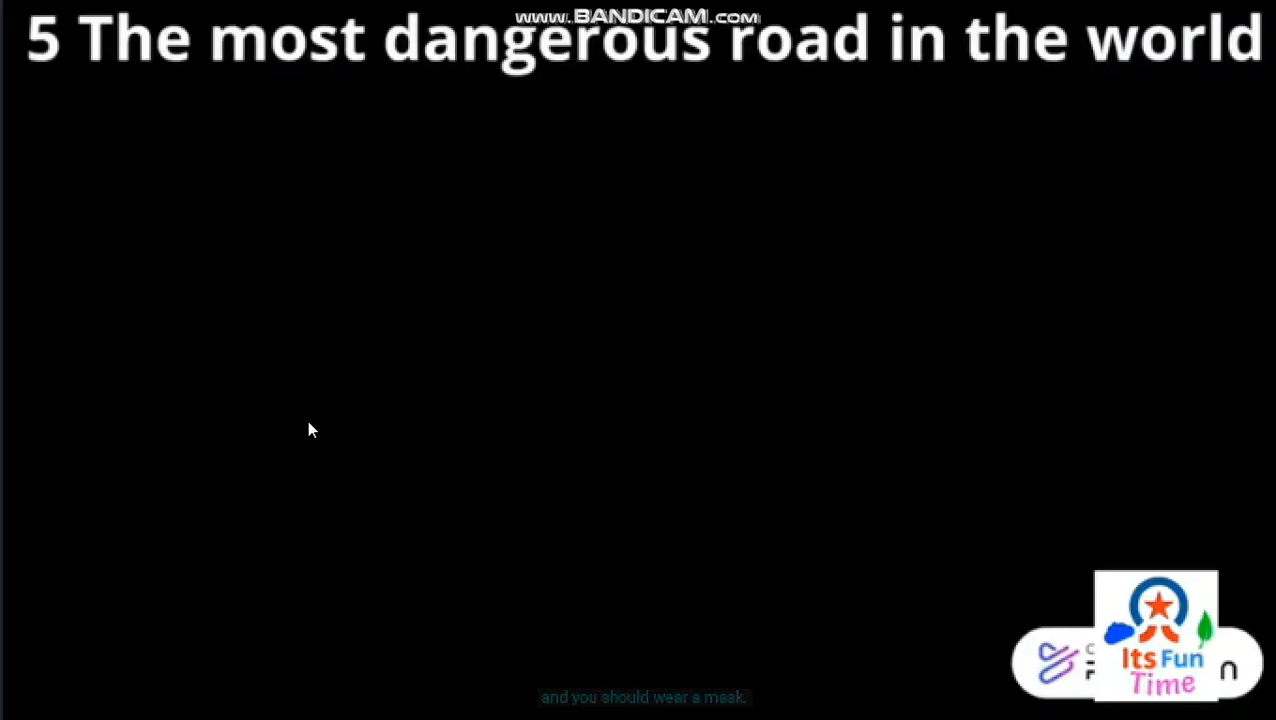 www.BANDICAM.com
5 The most dangerous road in the world
Its Fun
Time
and you should wear a mask.